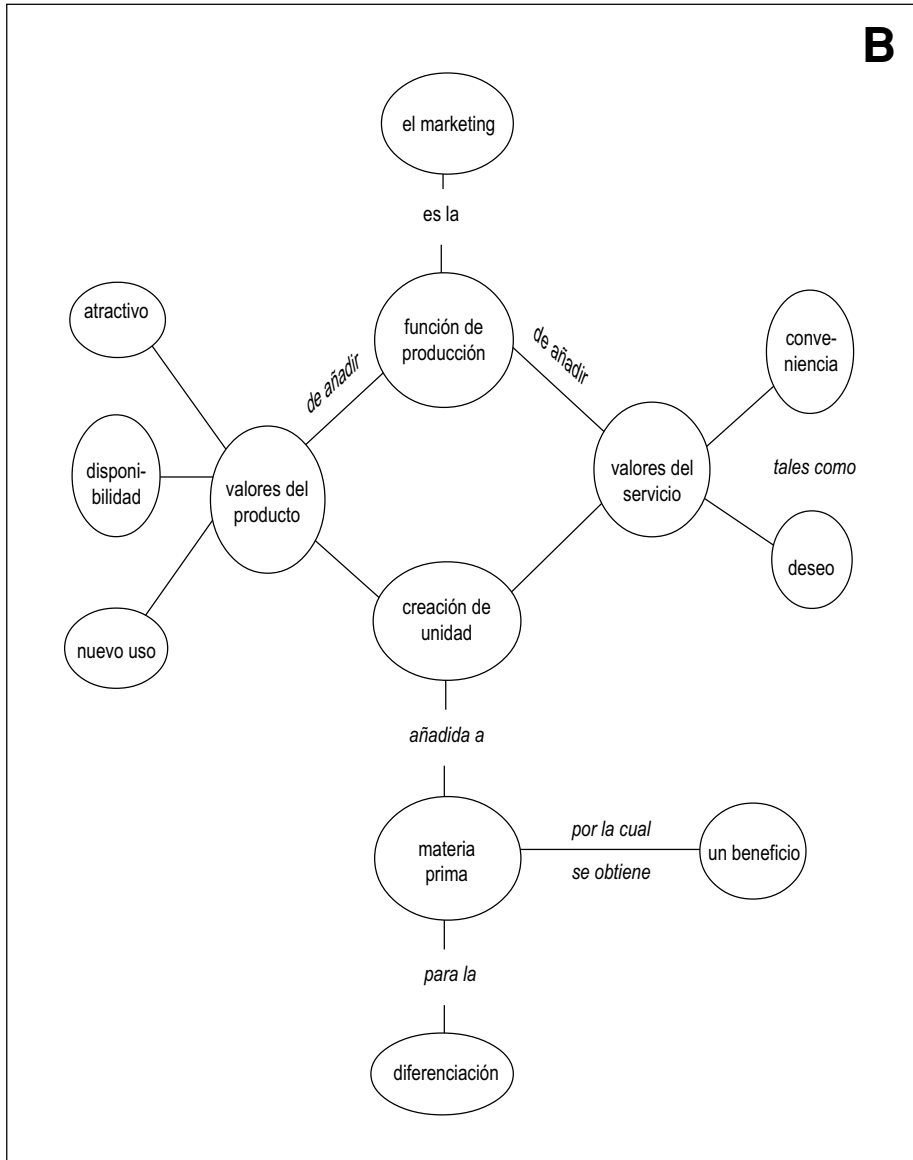 B
el marketing
es la
función de
producción
de añadir
de añadir
atractivo
disponi-
bilidad
nuevo uso
valores del
producto
valores del
servicio
conve-
niencia
tales como
deseo
creación de
unidad
añadida a
materia
prima
por la cual
se obtiene
un beneficio
para la
diferenciación